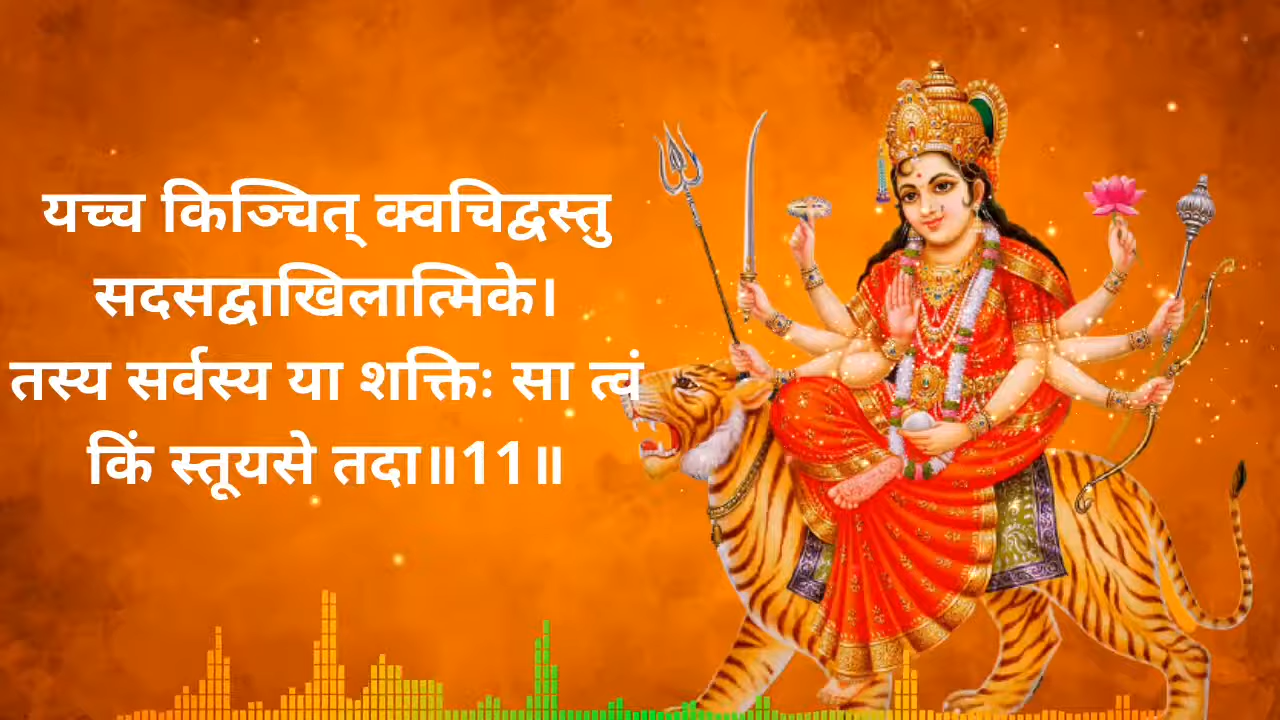 यच्च किञ्चित् क्वचिद्वस्तु
सदसद्वाखिलात्मिके।
तस्य सर्वस्य या शक्तिः सा त्वं
किं स्तूयसे तदा॥11॥